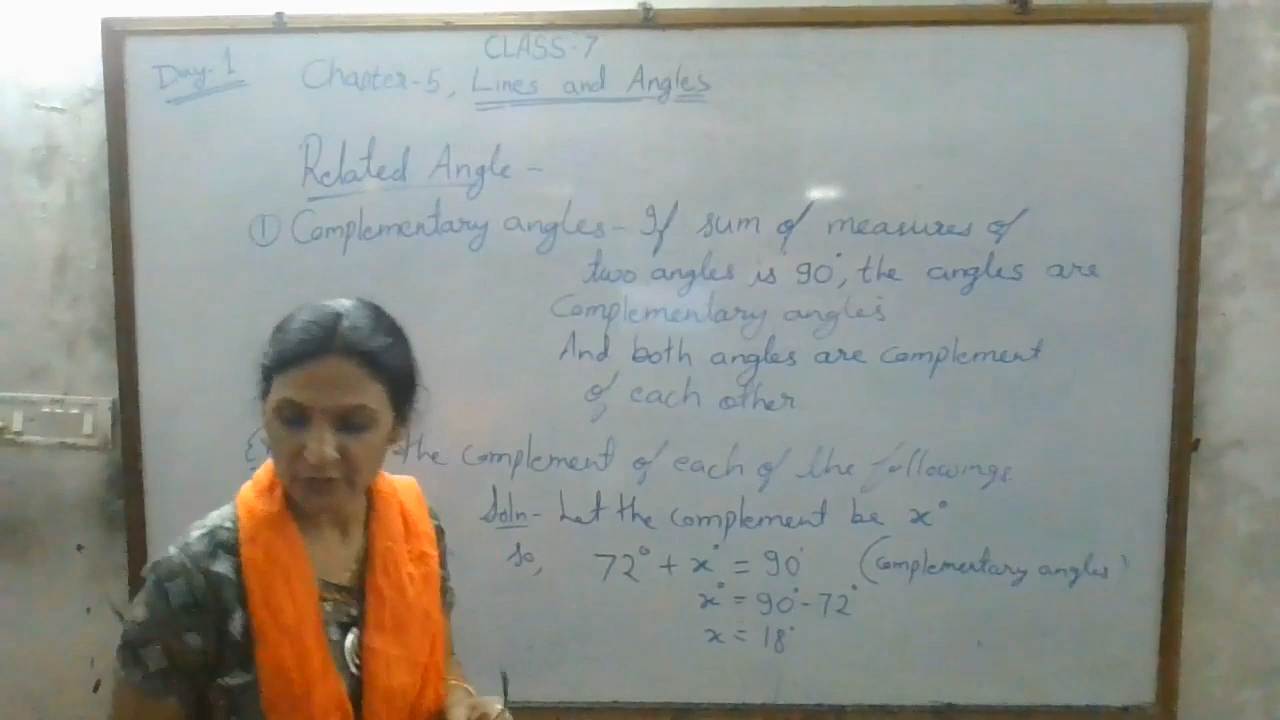 CLASS-7
Day-1
Chapter-5, Lines and Angles
Related Angle -
① Complementary angles - If sum of measures of
two angles is 90°, the angles are
Complementary angles
And both angles are complement
of each other
the complement of each of the followings.
Soln - Let the complement be x°
So, 72° + x° = 90° (Complementary angles)
x° = 90° - 72°
x = 18°